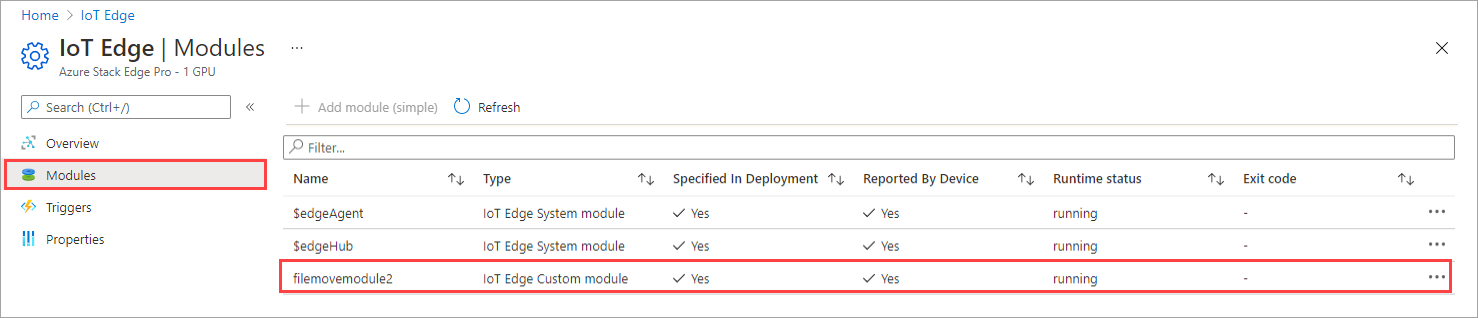 Home > IoT Edge
IoT Edge | Modules ...
Azure Stack Edge Pro - 1 GPU
Search (Ctrl+/) «
Overview
Modules
Triggers
Properties
+ Add module (simple) Refresh
Filter...
Name Type Specified In Deployment Reported By Device Runtime status Exit code
$edgeAgent IoT Edge System module ✓ Yes ✓ Yes running - ...
$edgeHub IoT Edge System module ✓ Yes ✓ Yes running - ...
filemovemodule2 IoT Edge Custom module ✓ Yes ✓ Yes running - ...